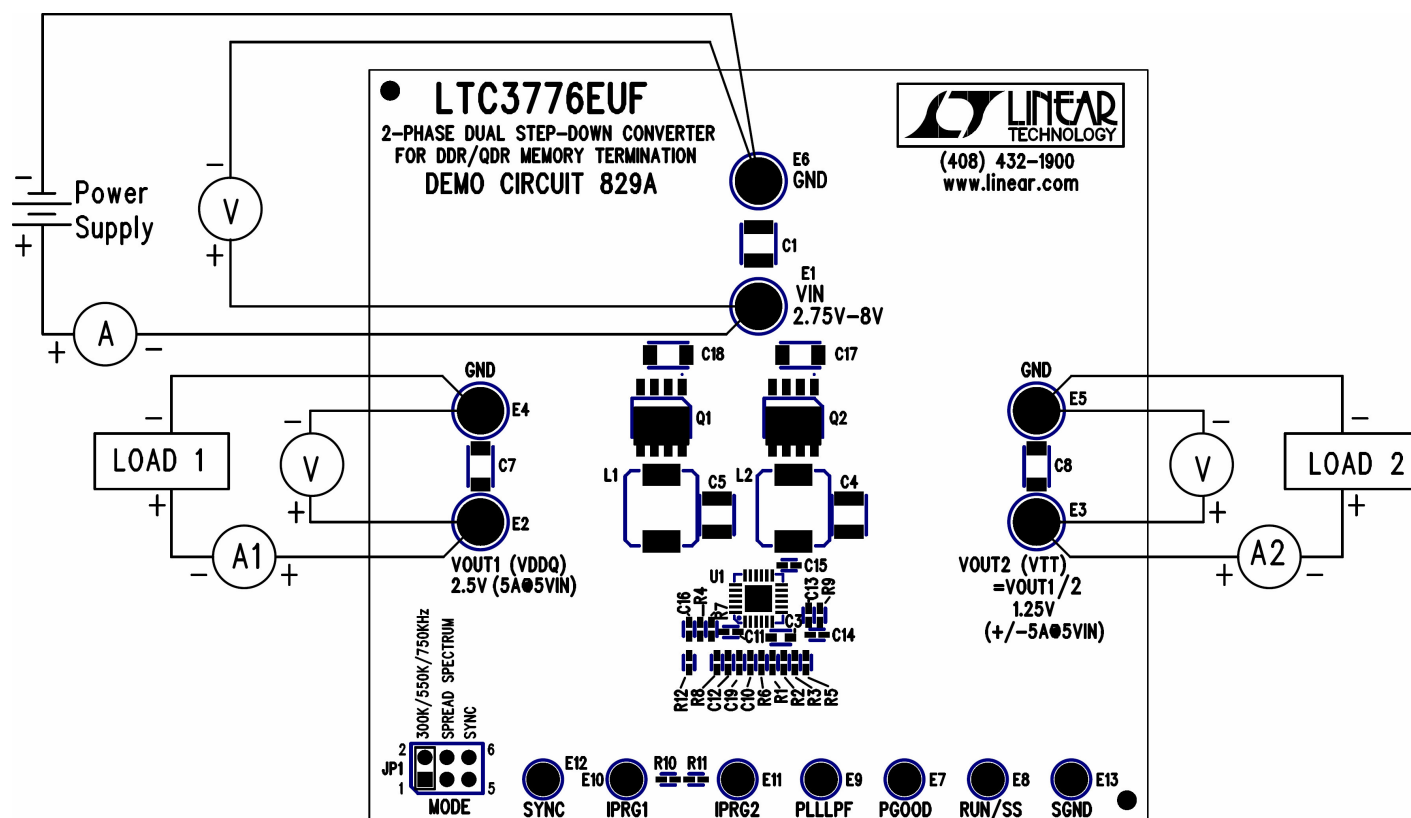 LTC3776EUF
2-PHASE DUAL STEP-DOWN CONVERTER
FOR DDR/QDR MEMORY TERMINATION
DEMO CIRCUIT 829A
LINEAR
TECHNOLOGY
(408) 432-1900
www.linear.com
-
Power
Supply
+
-
V
+
E6
GND
C1
E1
VIN
2.75V-8V
+
A
-
C18
C17
GND
E4
-
LOAD 1
+
-
V
+
C7
E2
-
A1
+
VOUT1 (VDDQ)
2.5V (5A@5VIN)
Q1
Q2
L1
C5
L2
C4
GND
E5
-
V
+
-
LOAD 2
+
C8
E3
+
A2
-
VOUT2 (VTT)
=VOUT1/2
1.25V
(+/-5A@5VIN)
U1
C15
C16
R4
R7
C11
C3
C13
R9
C14
R12
R8
C12
C19
C10
R6
R1
R2
R3
R5
300K/550K/750KHz
SPREAD SPECTRUM
SYNC
2
6
JP1
1
5
MODE
E12
SYNC
E10
IPRG1
R10
R11
E11
IPRG2
E9
PLLLPF
E7
PGOOD
E8
RUN/SS
E13
SGND